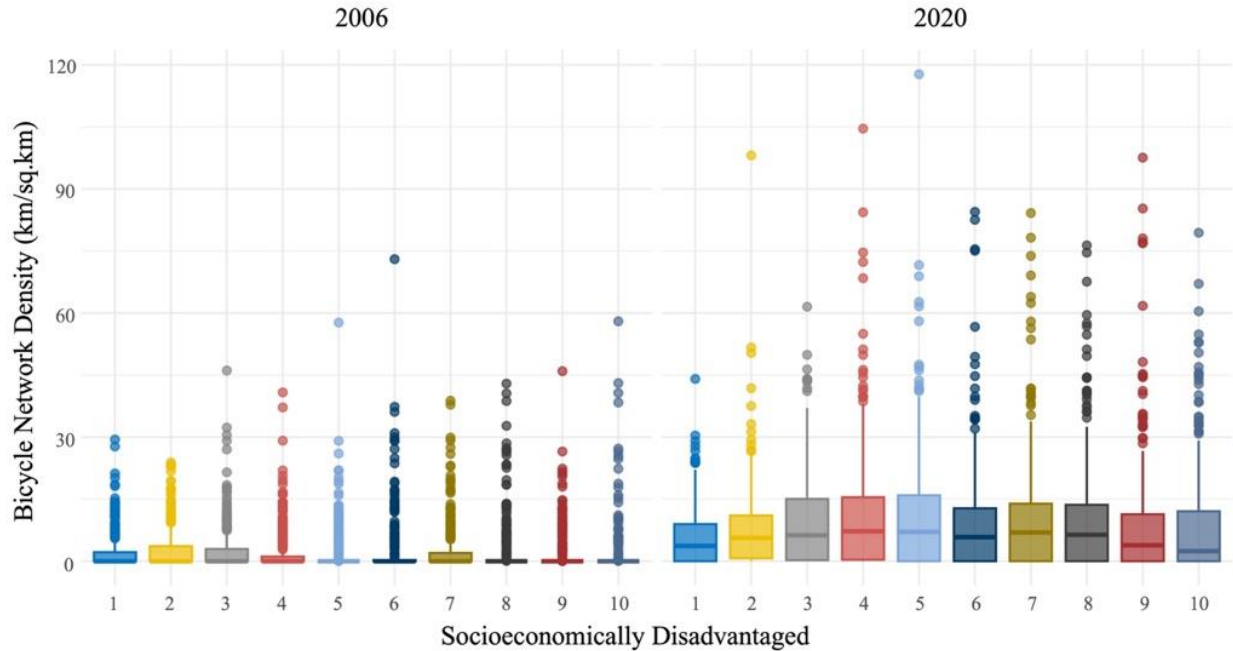 2006 2020
Bicycle Network Density (km/sq.km)
120
90
60
30
0
1 2 3 4 5 6 7 8 9 10 1 2 3 4 5 6 7 8 9 10
Socioeconomically Disadvantaged